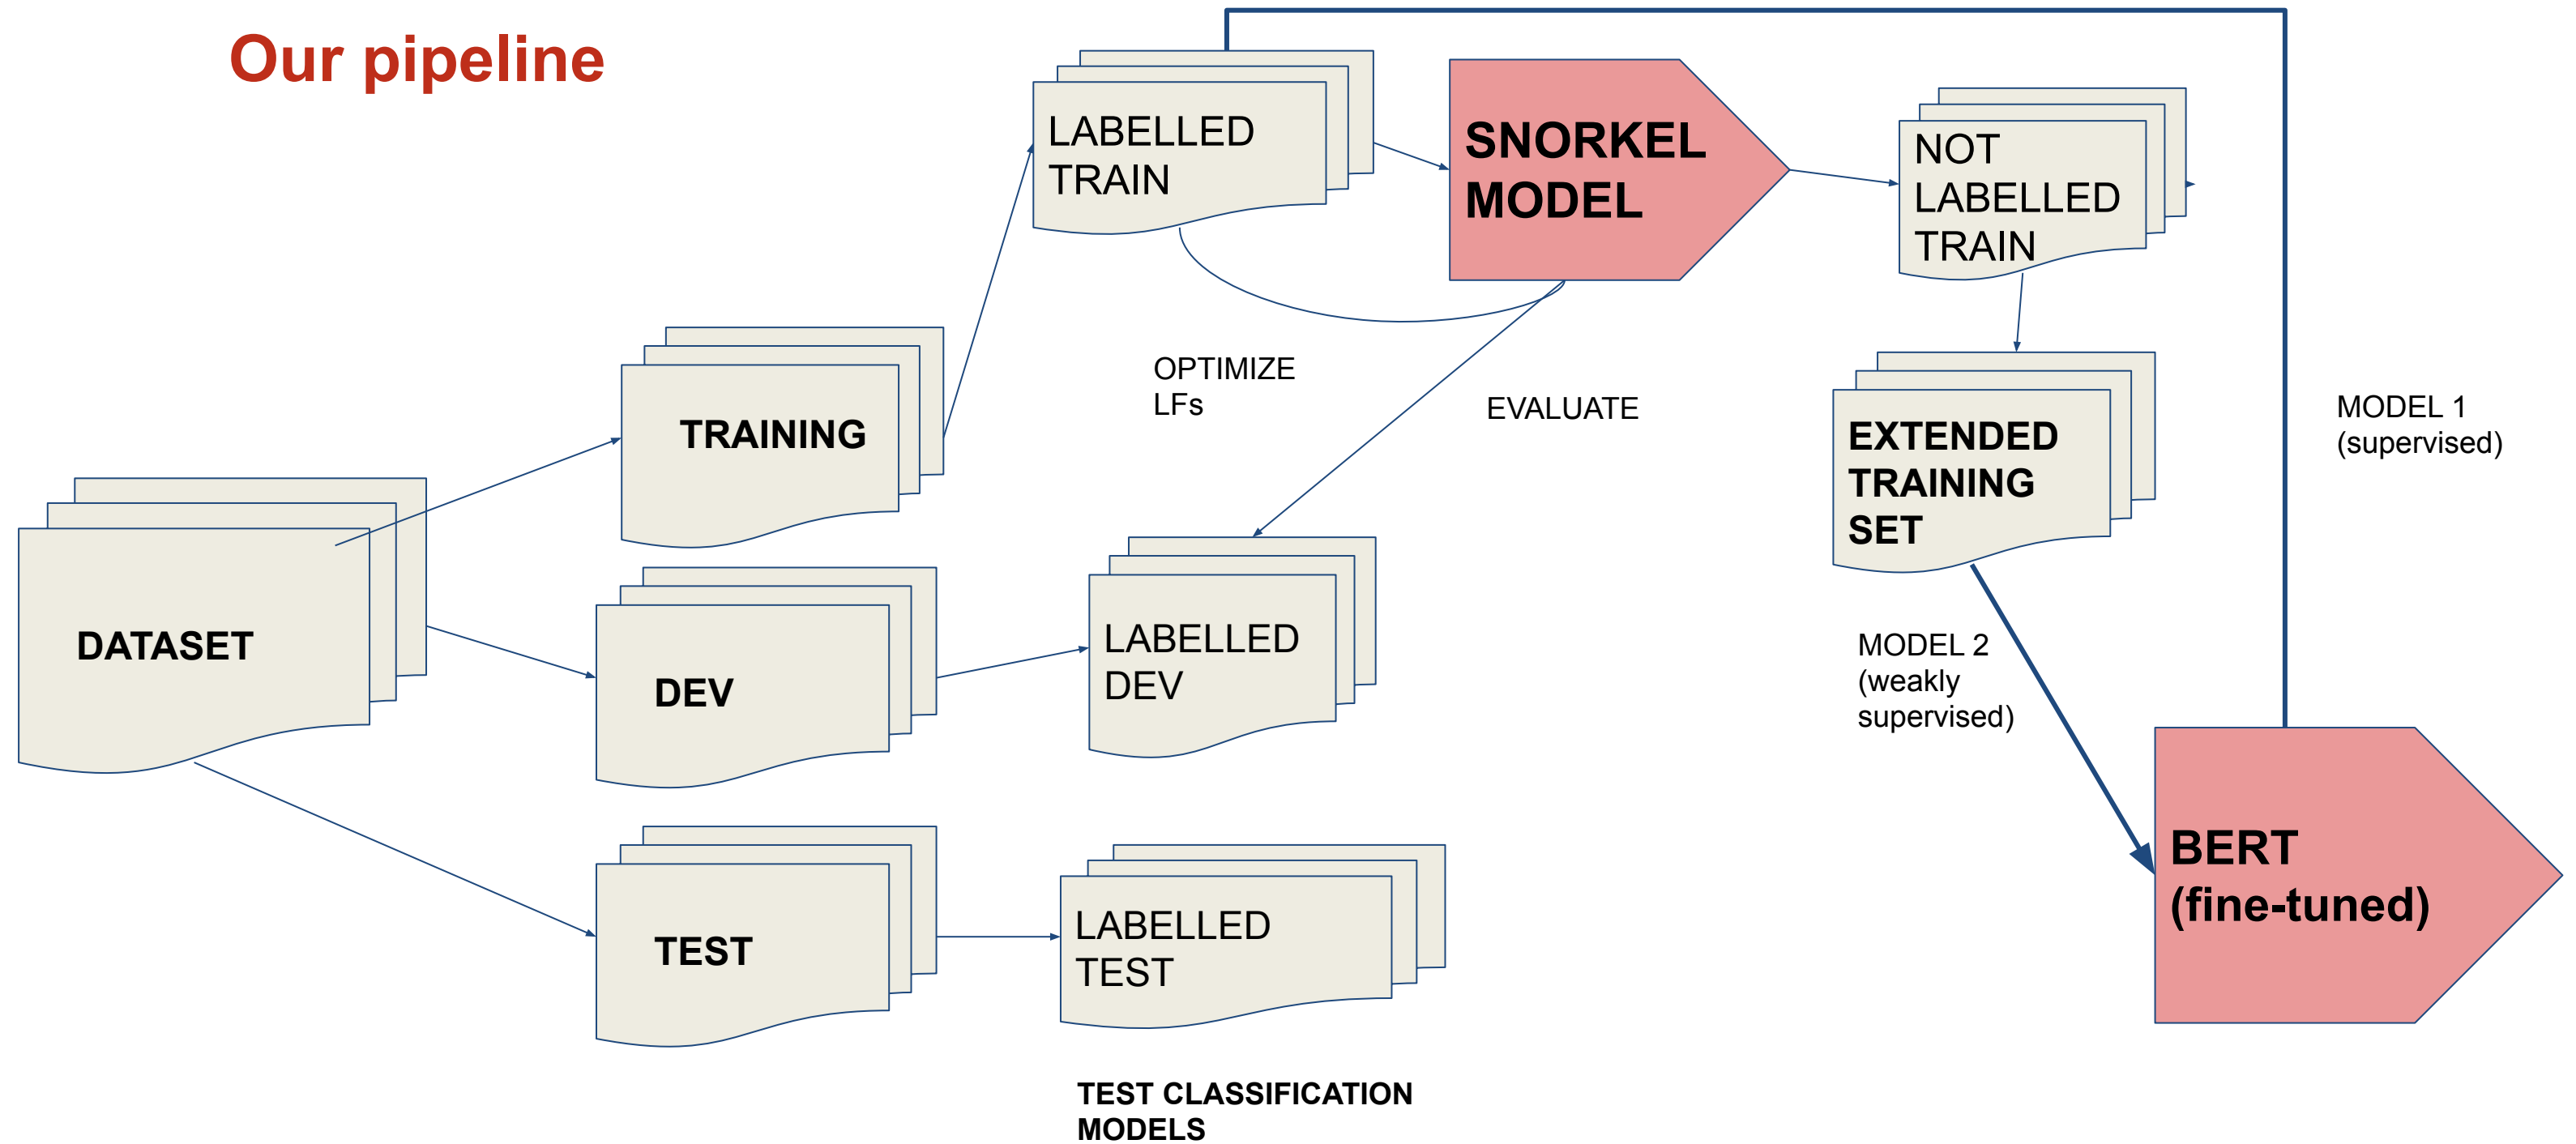 Our pipeline
LABELLED
TRAIN
SNORKEL
MODEL
NOT
LABELLED
TRAIN
TRAINING
OPTIMIZE
LFs
EVALUATE
EXTENDED
TRAINING
SET
MODEL 1
(supervised)
DATASET
DEV
LABELLED
DEV
MODEL 2
(weakly
supervised)
BERT
(fine-tuned)
TEST
LABELLED
TEST
TEST CLASSIFICATION
MODELS